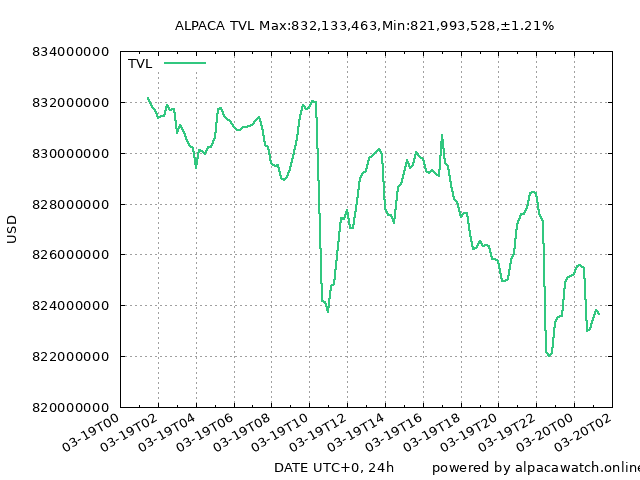 ALPACA TVL Max:832,133,463,Min:821,993,528,±1.21%
TVL
834000000
832000000
830000000
828000000
826000000
824000000
822000000
820000000
USD
03-19T00
03-19T02
03-19T04
03-19T06
03-19T08
03-19T10
03-19T12
03-19T14
03-19T16
03-19T18
03-19T20
03-19T22
03-20T00
03-20T02
DATE UTC+0, 24h
powered by alpacawatch.online